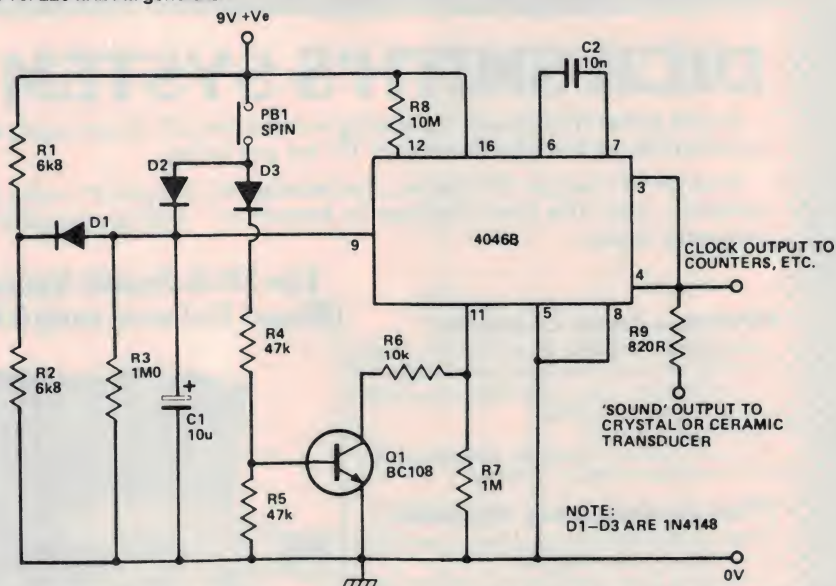 9V +Ve
R1
6k8
PB1
SPIN
D2
D3
D1
R2
6k8
R3
1M0
C1
10u
+
R4
47k
R5
47k
R8
10M
12
16
6
7
C2
10n
3
9
4046B
4
11
5
8
CLOCK OUTPUT TO
COUNTERS, ETC.
R9
820R
R6
10k
Q1
BC108
R7
1M
'SOUND' OUTPUT TO
CRYSTAL OR CERAMIC
TRANSDUCER
NOTE:
D1–D3 ARE 1N4148
0V